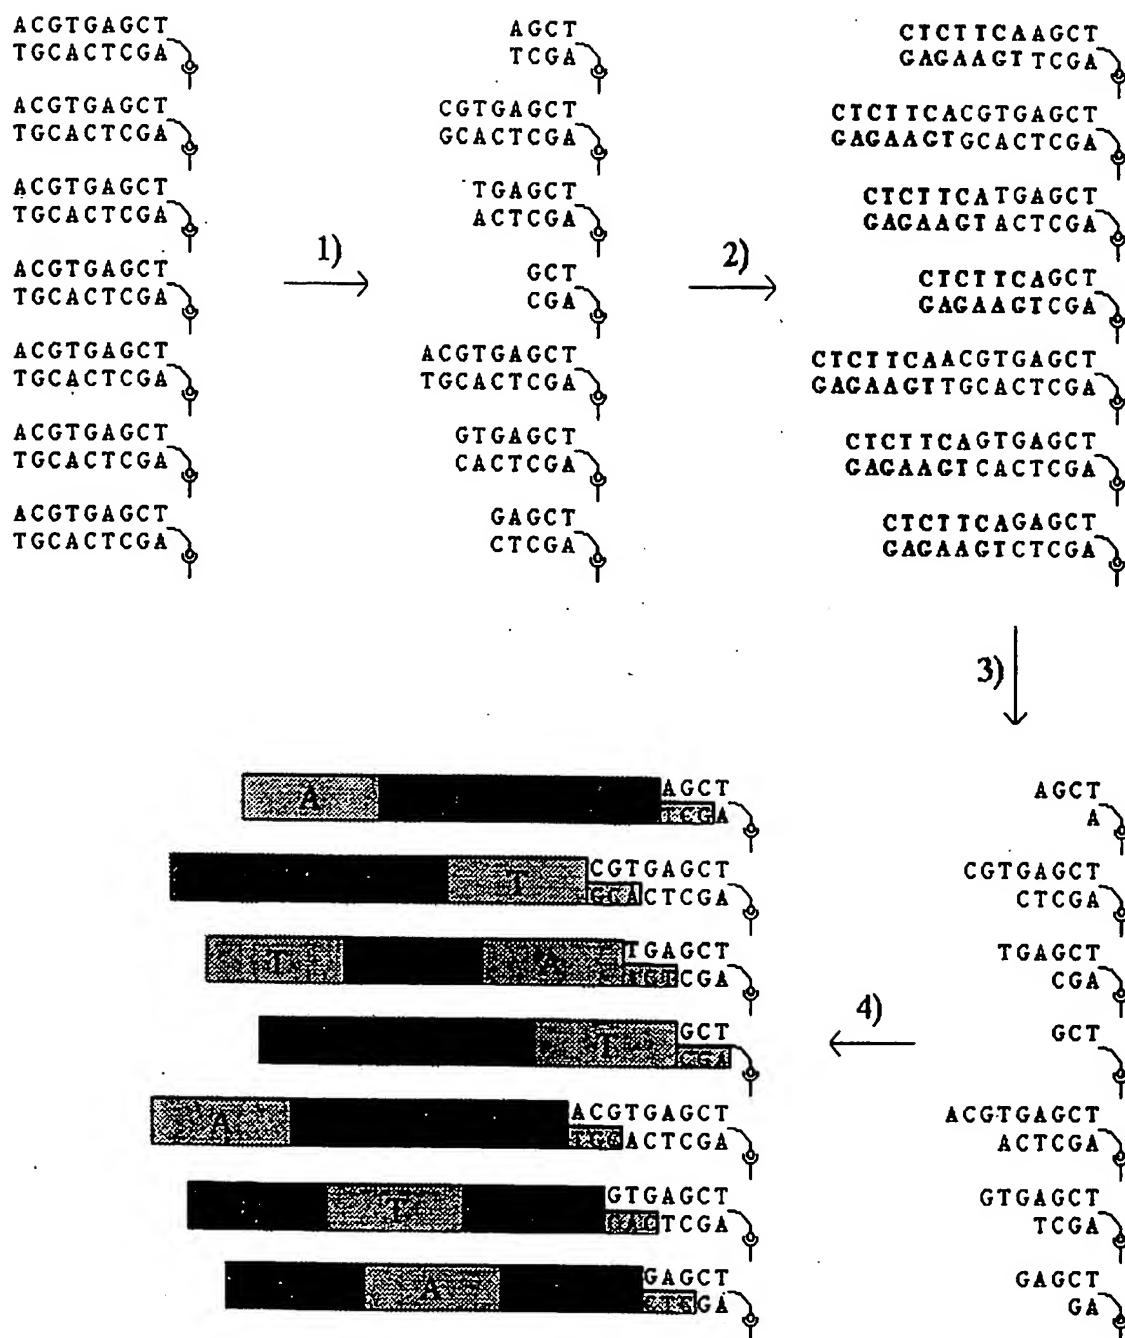 ACGTGAGCT
TGCACTCGA
ACGTGAGCT
TGCACTCGA
ACGTGAGCT
TGCACTCGA
ACGTGAGCT
TGCACTCGA
ACGTGAGCT
TGCACTCGA
ACGTGAGCT
TGCACTCGA
ACGTGAGCT
TGCACTCGA
1)
AGCT
TCGA
CGTGAGCT
GCACTCGA
TGAGCT
ACTCGA
GCT
CGA
ACGTGAGCT
TGCACTCGA
GTGAGCT
CACTCGA
GAGCT
CTCGA
2)
CTCTTCAAGCT
GAGAAGTTCGA
CTCTTCACGTGAGCT
GAGAAGTGCACTCGA
CTCTTCATGAGCT
GAGAAGTACTCGA
CTCTTCAGCT
GAGAAGTCGA
CTCTTCAACGTGAGCT
GAGAAGTTGCACTCGA
CTCTTCAGTGAGCT
GAGAAGTCACTCGA
CTCTTCAGAGCT
GAGAAGTCTCGA
3)
AGCT
A
CGTGAGCT
CTCGA
TGAGCT
CGA
GCT
ACGTGAGCT
ACTCGA
GTGAGCT
TCGA
GAGCT
GA
4)
A AGCT
TCGA
T CGTGAGCT
GCACTCGA
T A TGAGCT
CGA
T GCT
CGA
A ACGTGAGCT
ACTCGA
T GTGAGCT
TCGA
A GAGCT
GA